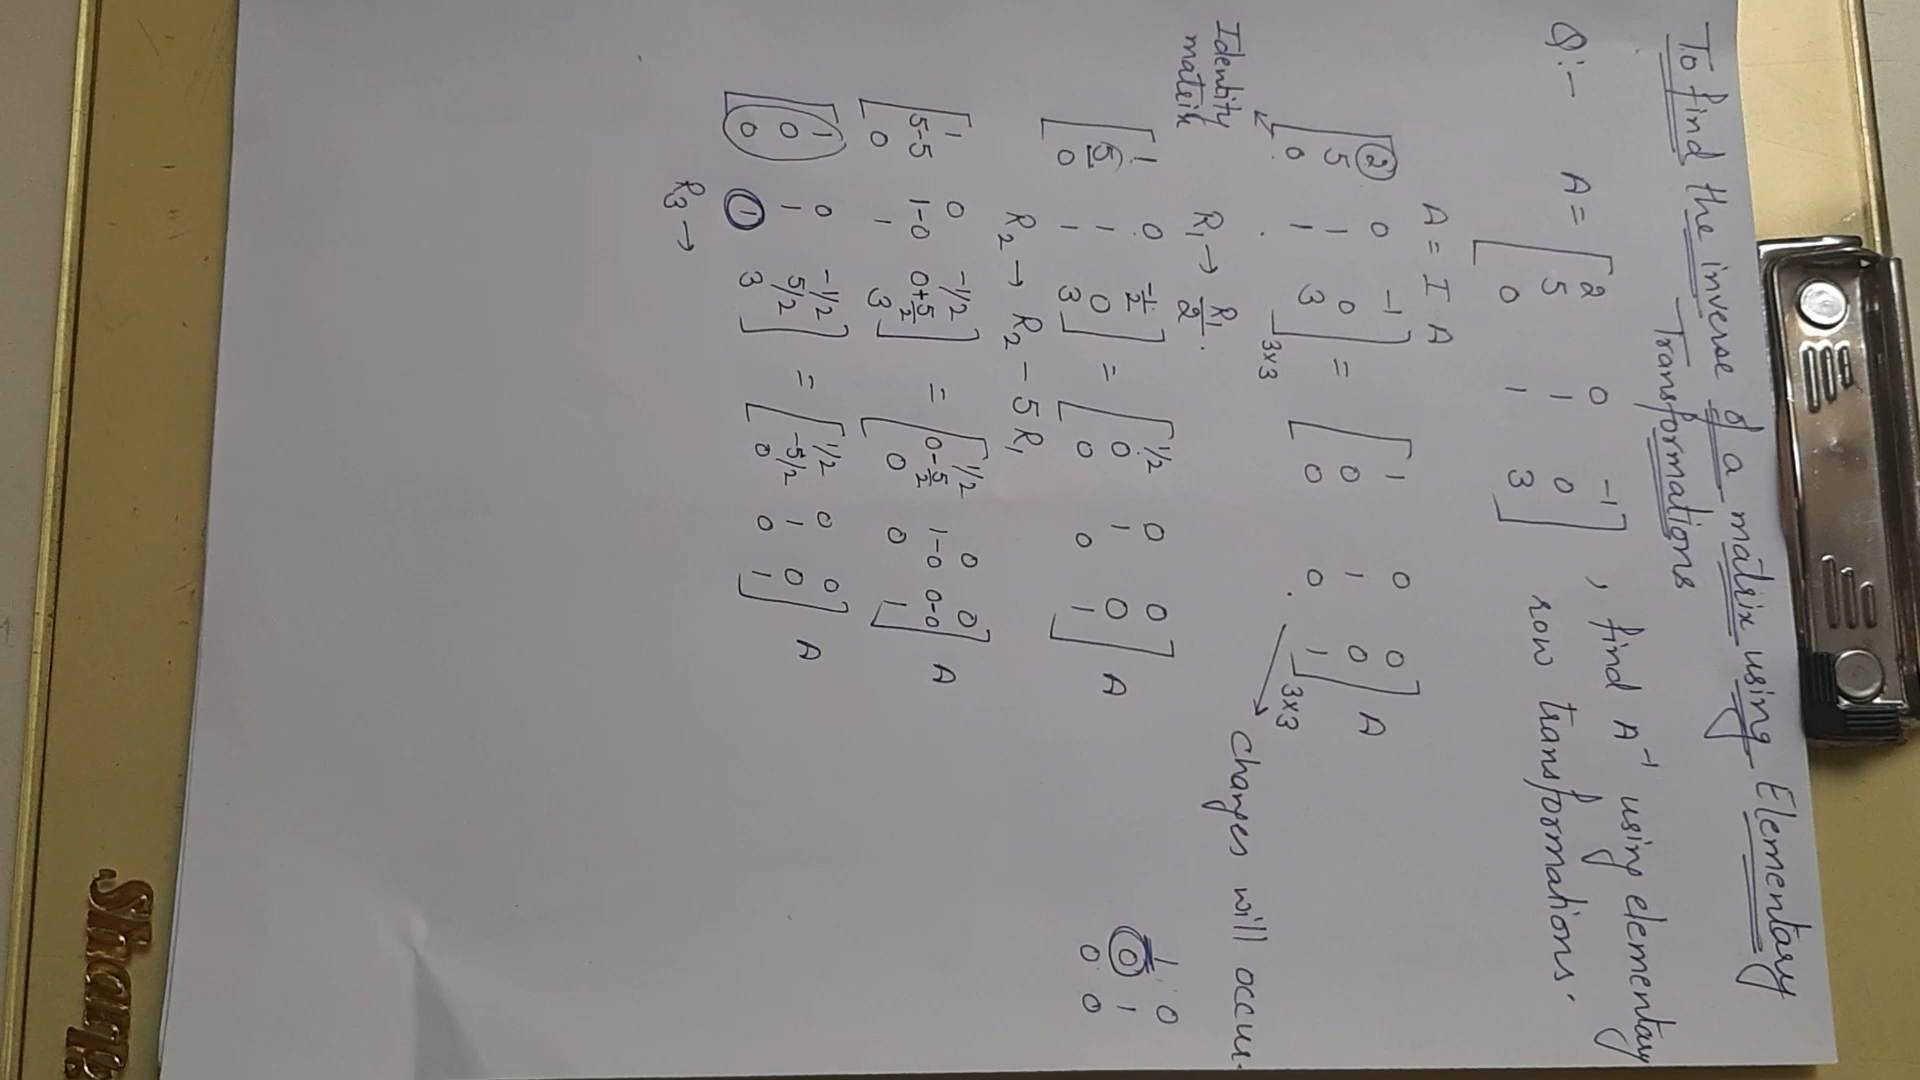 To find the inverse of a matrix using Elementary
Transformations
Q:- A = [ 2 0 -1
5 1 0
0 1 3 ] , find A⁻¹ using elementary
row transformations.
A = I A
[ 2 0 -1
5 1 0
0 1 3 ]3x3 = [ 1 0 0
0 1 0
0 0 1 ]3x3 A
Identity
matrix
changes will occur.
R1 → R1/2.
[ 1 0 -1/2
5 1 0
0 1 3 ] = [ 1/2 0 0
0 1 0
0 0 1 ] A
1 0
0 1
0 0
R2 → R2 - 5R1
[ 1 0 -1/2
5-5 1-0 0+5/2
0 1 3 ] = [ 1/2 0 0
0-5/2 1-0 0-0
0 0 1 ] A
[ 1 0 -1/2
0 1 5/2
0 1 3 ] = [ 1/2 0 0
-5/2 1 0
0 0 1 ] A
R3 →
Sharp